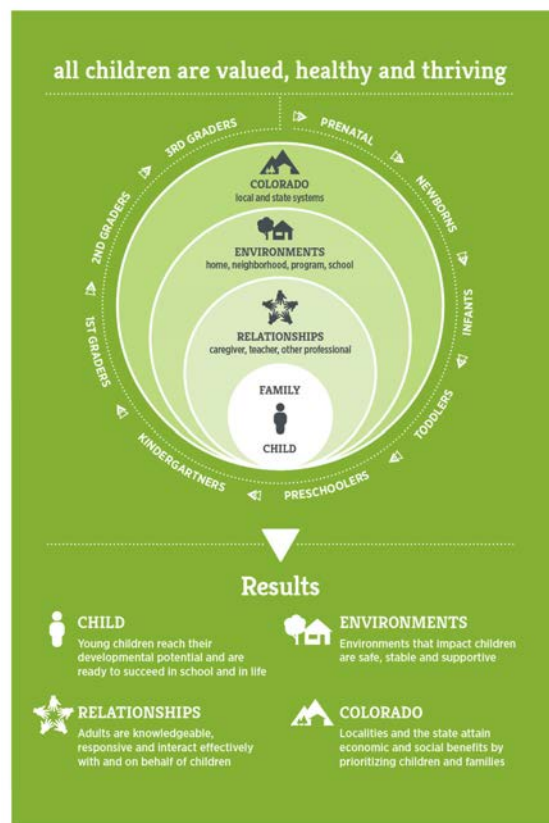 all children are valued, healthy and thriving
PRENATAL
NEWBORNS
INFANTS
TODDLERS
PRESCHOOLERS
KINDERGARTNERS
1ST GRADERS
2ND GRADERS
3RD GRADERS
COLORADO
local and state systems
ENVIRONMENTS
home, neighborhood, program, school
RELATIONSHIPS
caregiver, teacher, other professional
FAMILY
CHILD
Results
CHILD
Young children reach their
developmental potential and are
ready to succeed in school and in life
ENVIRONMENTS
Environments that impact children
are safe, stable and supportive
RELATIONSHIPS
Adults are knowledgeable,
responsive and interact effectively
with and on behalf of children
COLORADO
Localities and the state attain
economic and social benefits by
prioritizing children and families